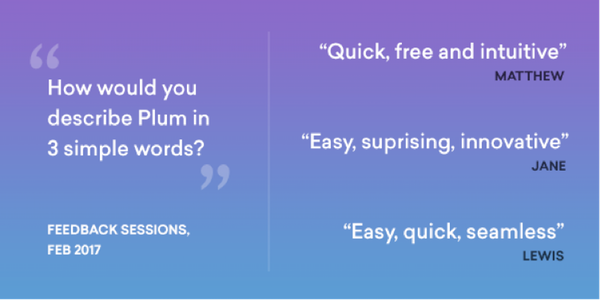 “
How would you
describe Plum in
3 simple words?
”
FEEDBACK SESSIONS,
FEB 2017
“Quick, free and intuitive”
MATTHEW
“Easy, suprising, innovative”
JANE
“Easy, quick, seamless”
LEWIS